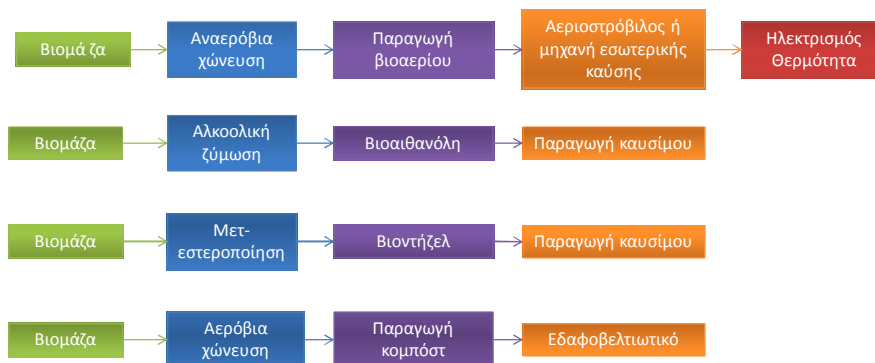 Βιομά ζα
Αναερόβια
χώνευση
Παραγωγή
βιοαερίου
Αεριοστρόβιλος ή
μηχανή εσωτερικής
καύσης
Ηλεκτρισμός
Θερμότητα
Βιομάζα
Αλκοολική
ζύμωση
Βιοαιθανόλη
Παραγωγή καυσίμου
Βιομάζα
Μετ-
εστεροποίηση
Βιοντήζελ
Παραγωγή καυσίμου
Βιομάζα
Αερόβια
χώνευση
Παραγωγή
κομπόστ
Εδαφοβελτιωτικό